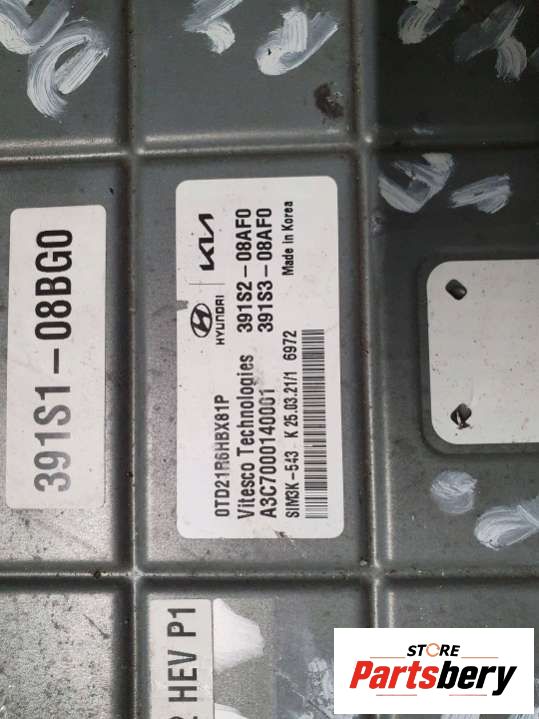 391S1-08BG0
HYUNDAI KIA
0TD21R6HBX81P
Vitesco Technologies 391S2-08AF0
A3C7000140001 391S3-08AF0
SIM3K-543 K 25.03.21/1 6972 Made in Korea
HEV P1
STORE
Partsbery